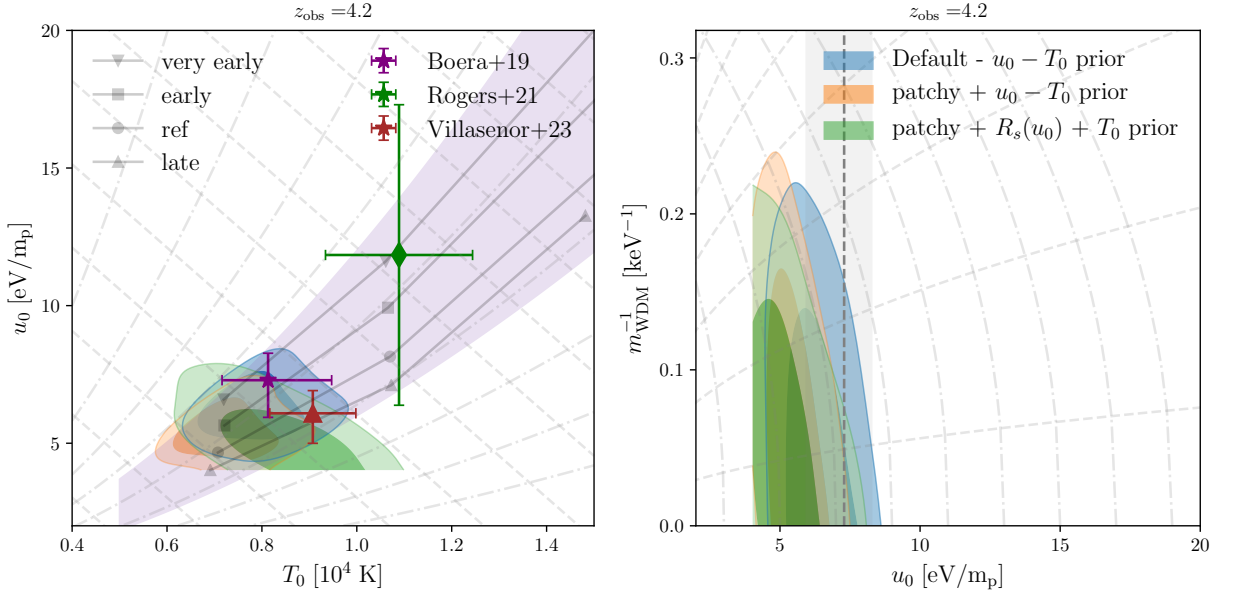 z_obs =4.2
20
15
10
5
u_0 [eV/m_p]
very early
early
ref
late
Boera+19
Rogers+21
Villasenor+23
0.4 0.6 0.8 1.0 1.2 1.4
T_0 [10^4 K]
z_obs =4.2
0.3
0.2
0.1
0.0
m_WDM^-1 [keV^-1]
Default - u_0 − T_0 prior
patchy + u_0 − T_0 prior
patchy + R_s(u_0) + T_0 prior
5 10 15 20
u_0 [eV/m_p]